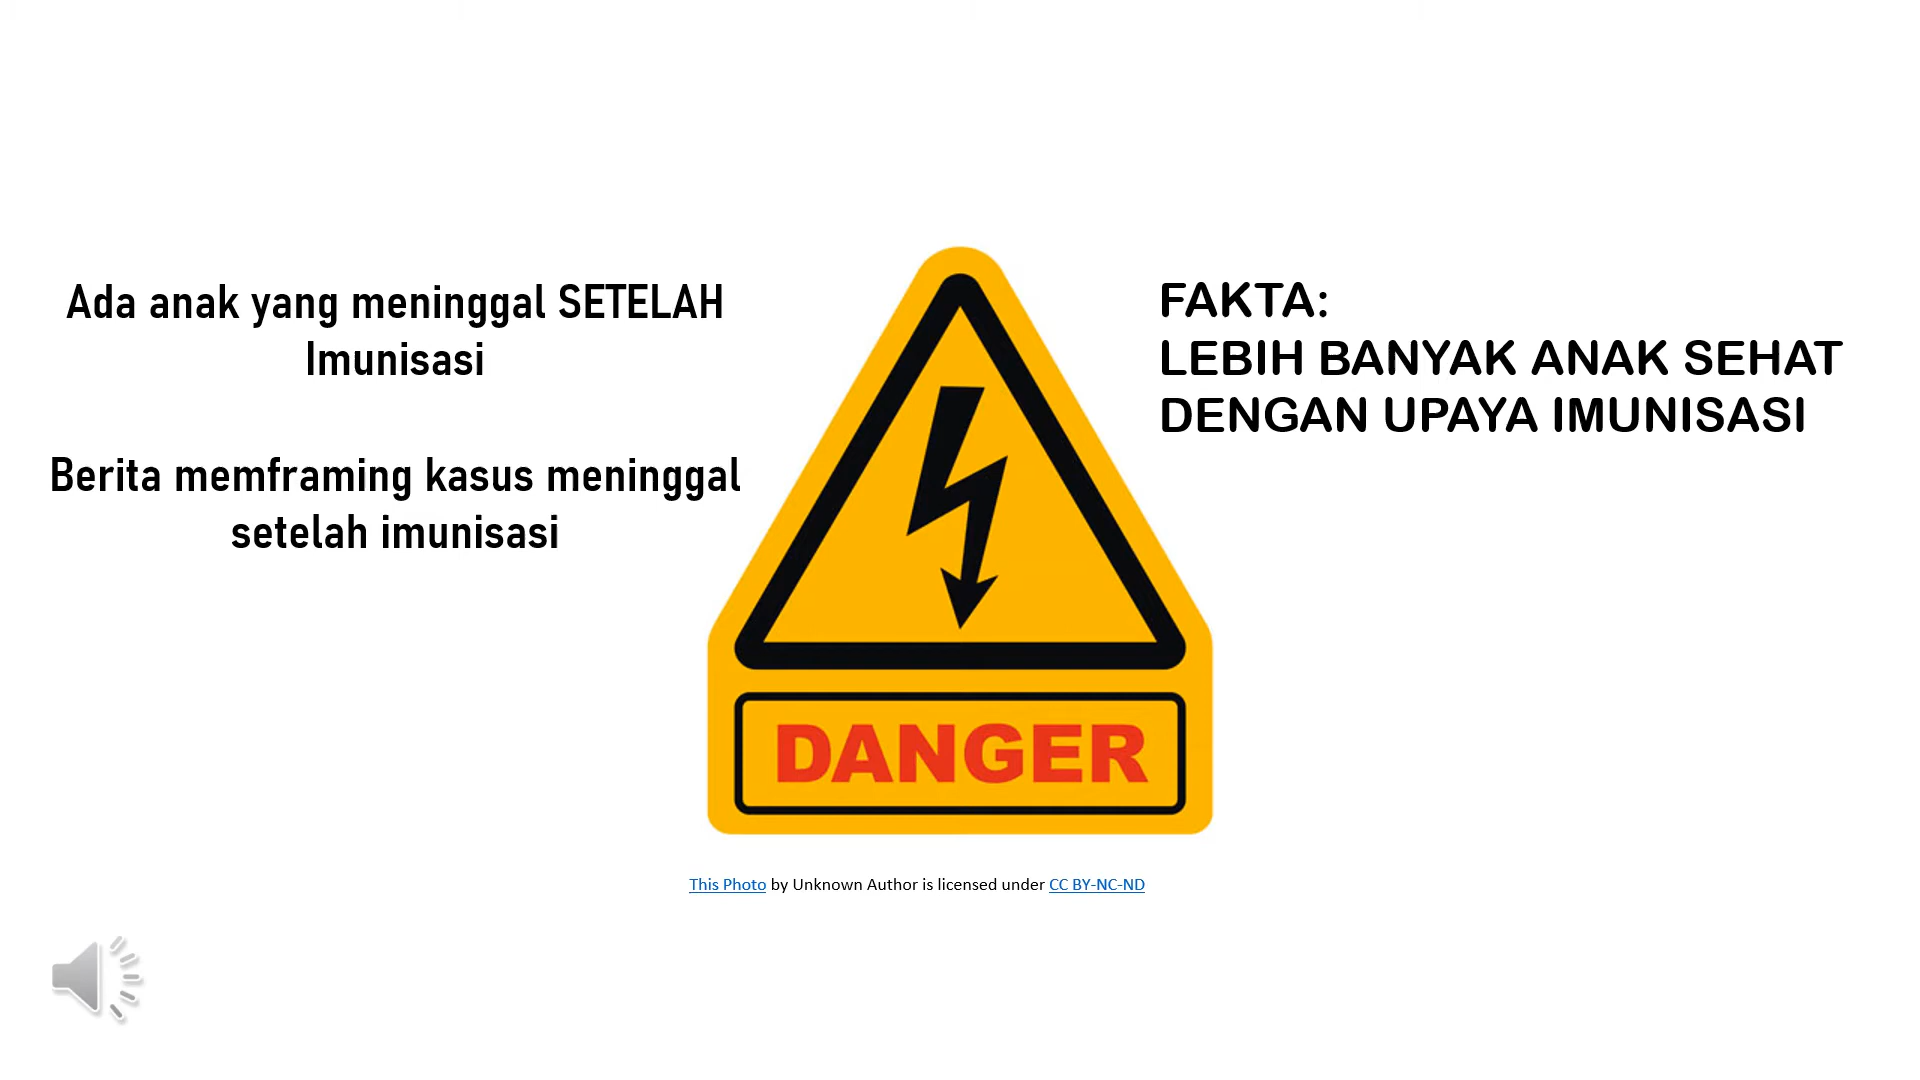 Ada anak yang meninggal SETELAH
Imunisasi
Berita memframing kasus meninggal
setelah imunisasi
FAKTA:
LEBIH BANYAK ANAK SEHAT
DENGAN UPAYA IMUNISASI
DANGER
This Photo by Unknown Author is licensed under CC BY-NC-ND